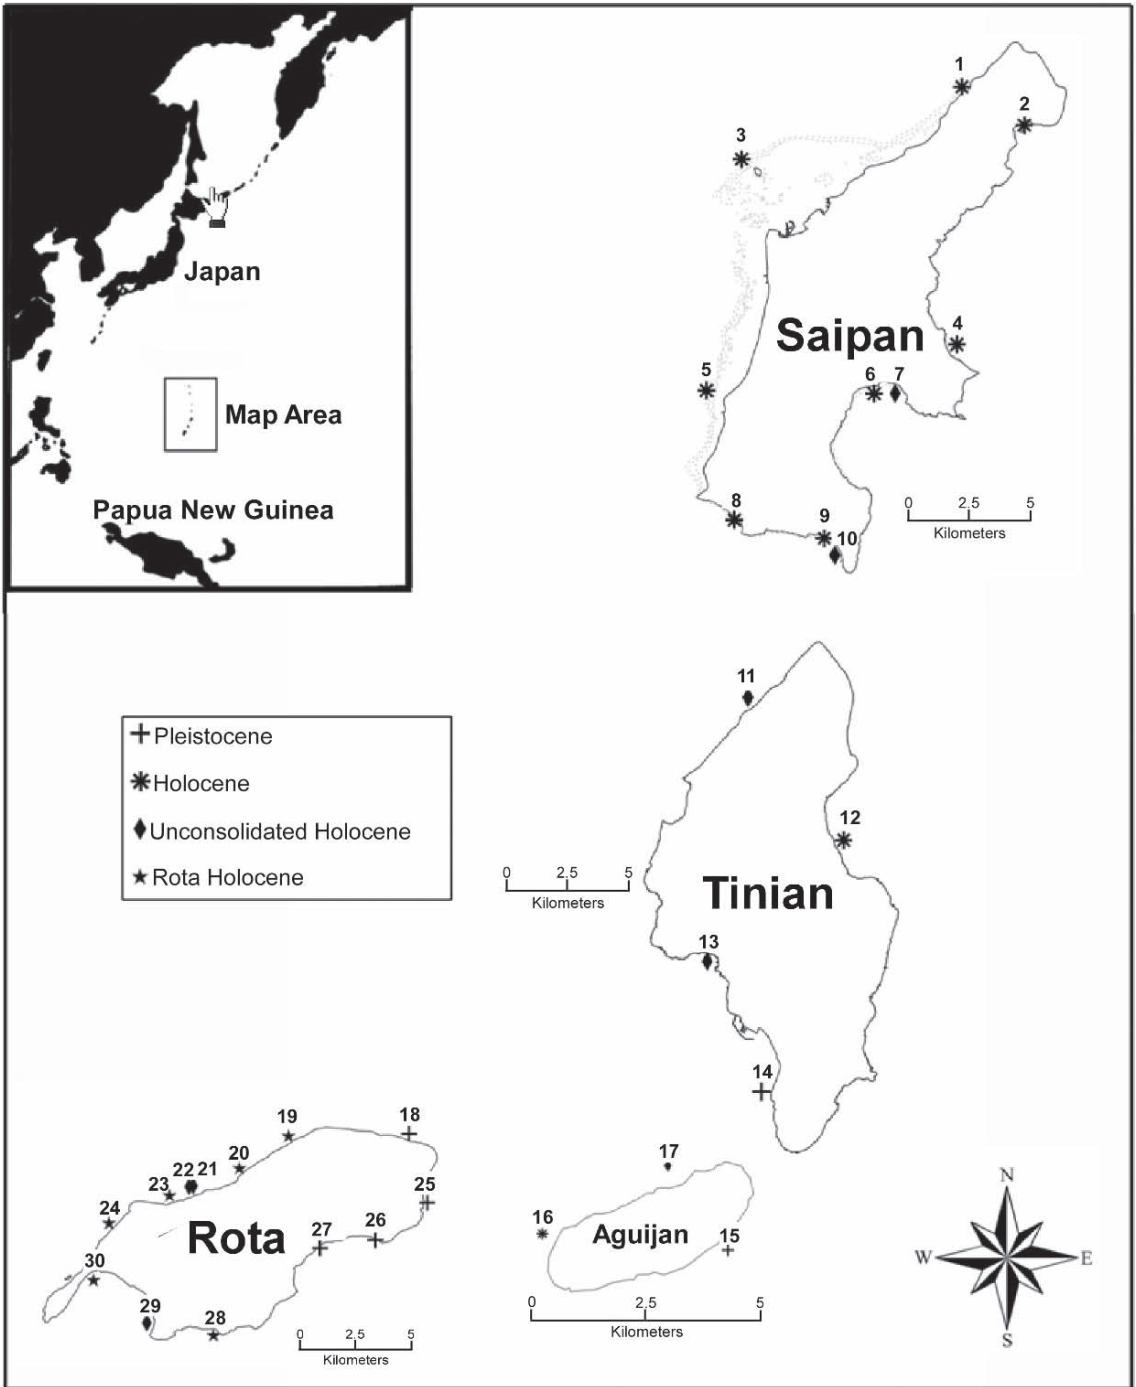 Japan
Map Area
Papua New Guinea
1
2
3
Saipan
4
5
6 7
8
9
10
0 2.5 5
Kilometers
Pleistocene
Holocene
Unconsolidated Holocene
Rota Holocene
11
12
0 2.5 5
Kilometers
Tinian
13
14
19
18
20
22 21
23
24
25
Rota
27
26
30
29
28
0 2.5 5
Kilometers
17
16
Aguijan
15
0 2.5 5
Kilometers
N
W E
S